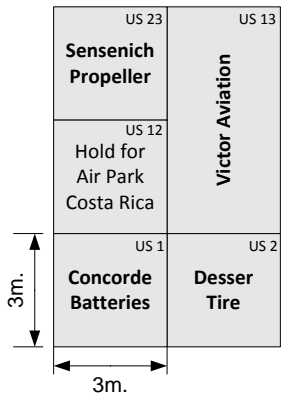 US 23
Sensenich
Propeller
US 13
Victor Aviation
US 12
Hold for
Air Park
Costa Rica
US 1
Concorde
Batteries
US 2
Desser
Tire
3m.
3m.